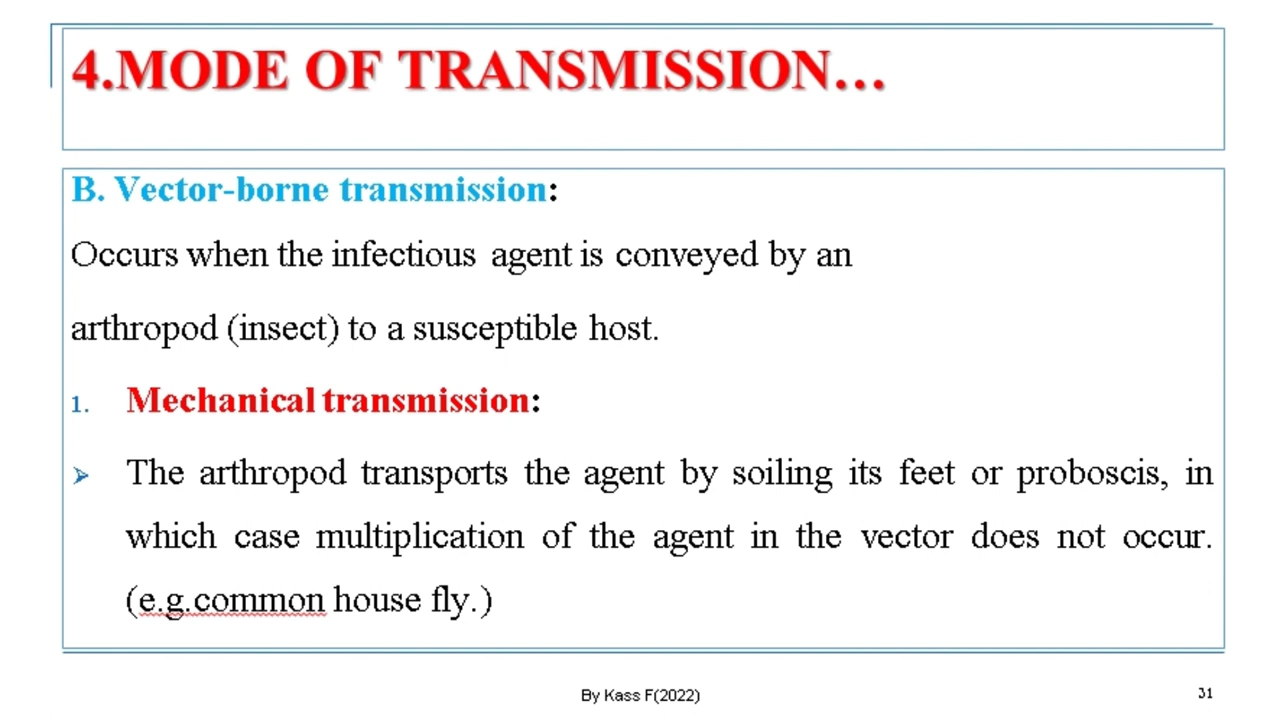 4.MODE OF TRANSMISSION…
B. Vector-borne transmission:
Occurs when the infectious agent is conveyed by an
arthropod (insect) to a susceptible host.
1. Mechanical transmission:
➢ The arthropod transports the agent by soiling its feet or proboscis, in
which case multiplication of the agent in the vector does not occur.
(e.g.common house fly.)
By Kass F(2022)
31